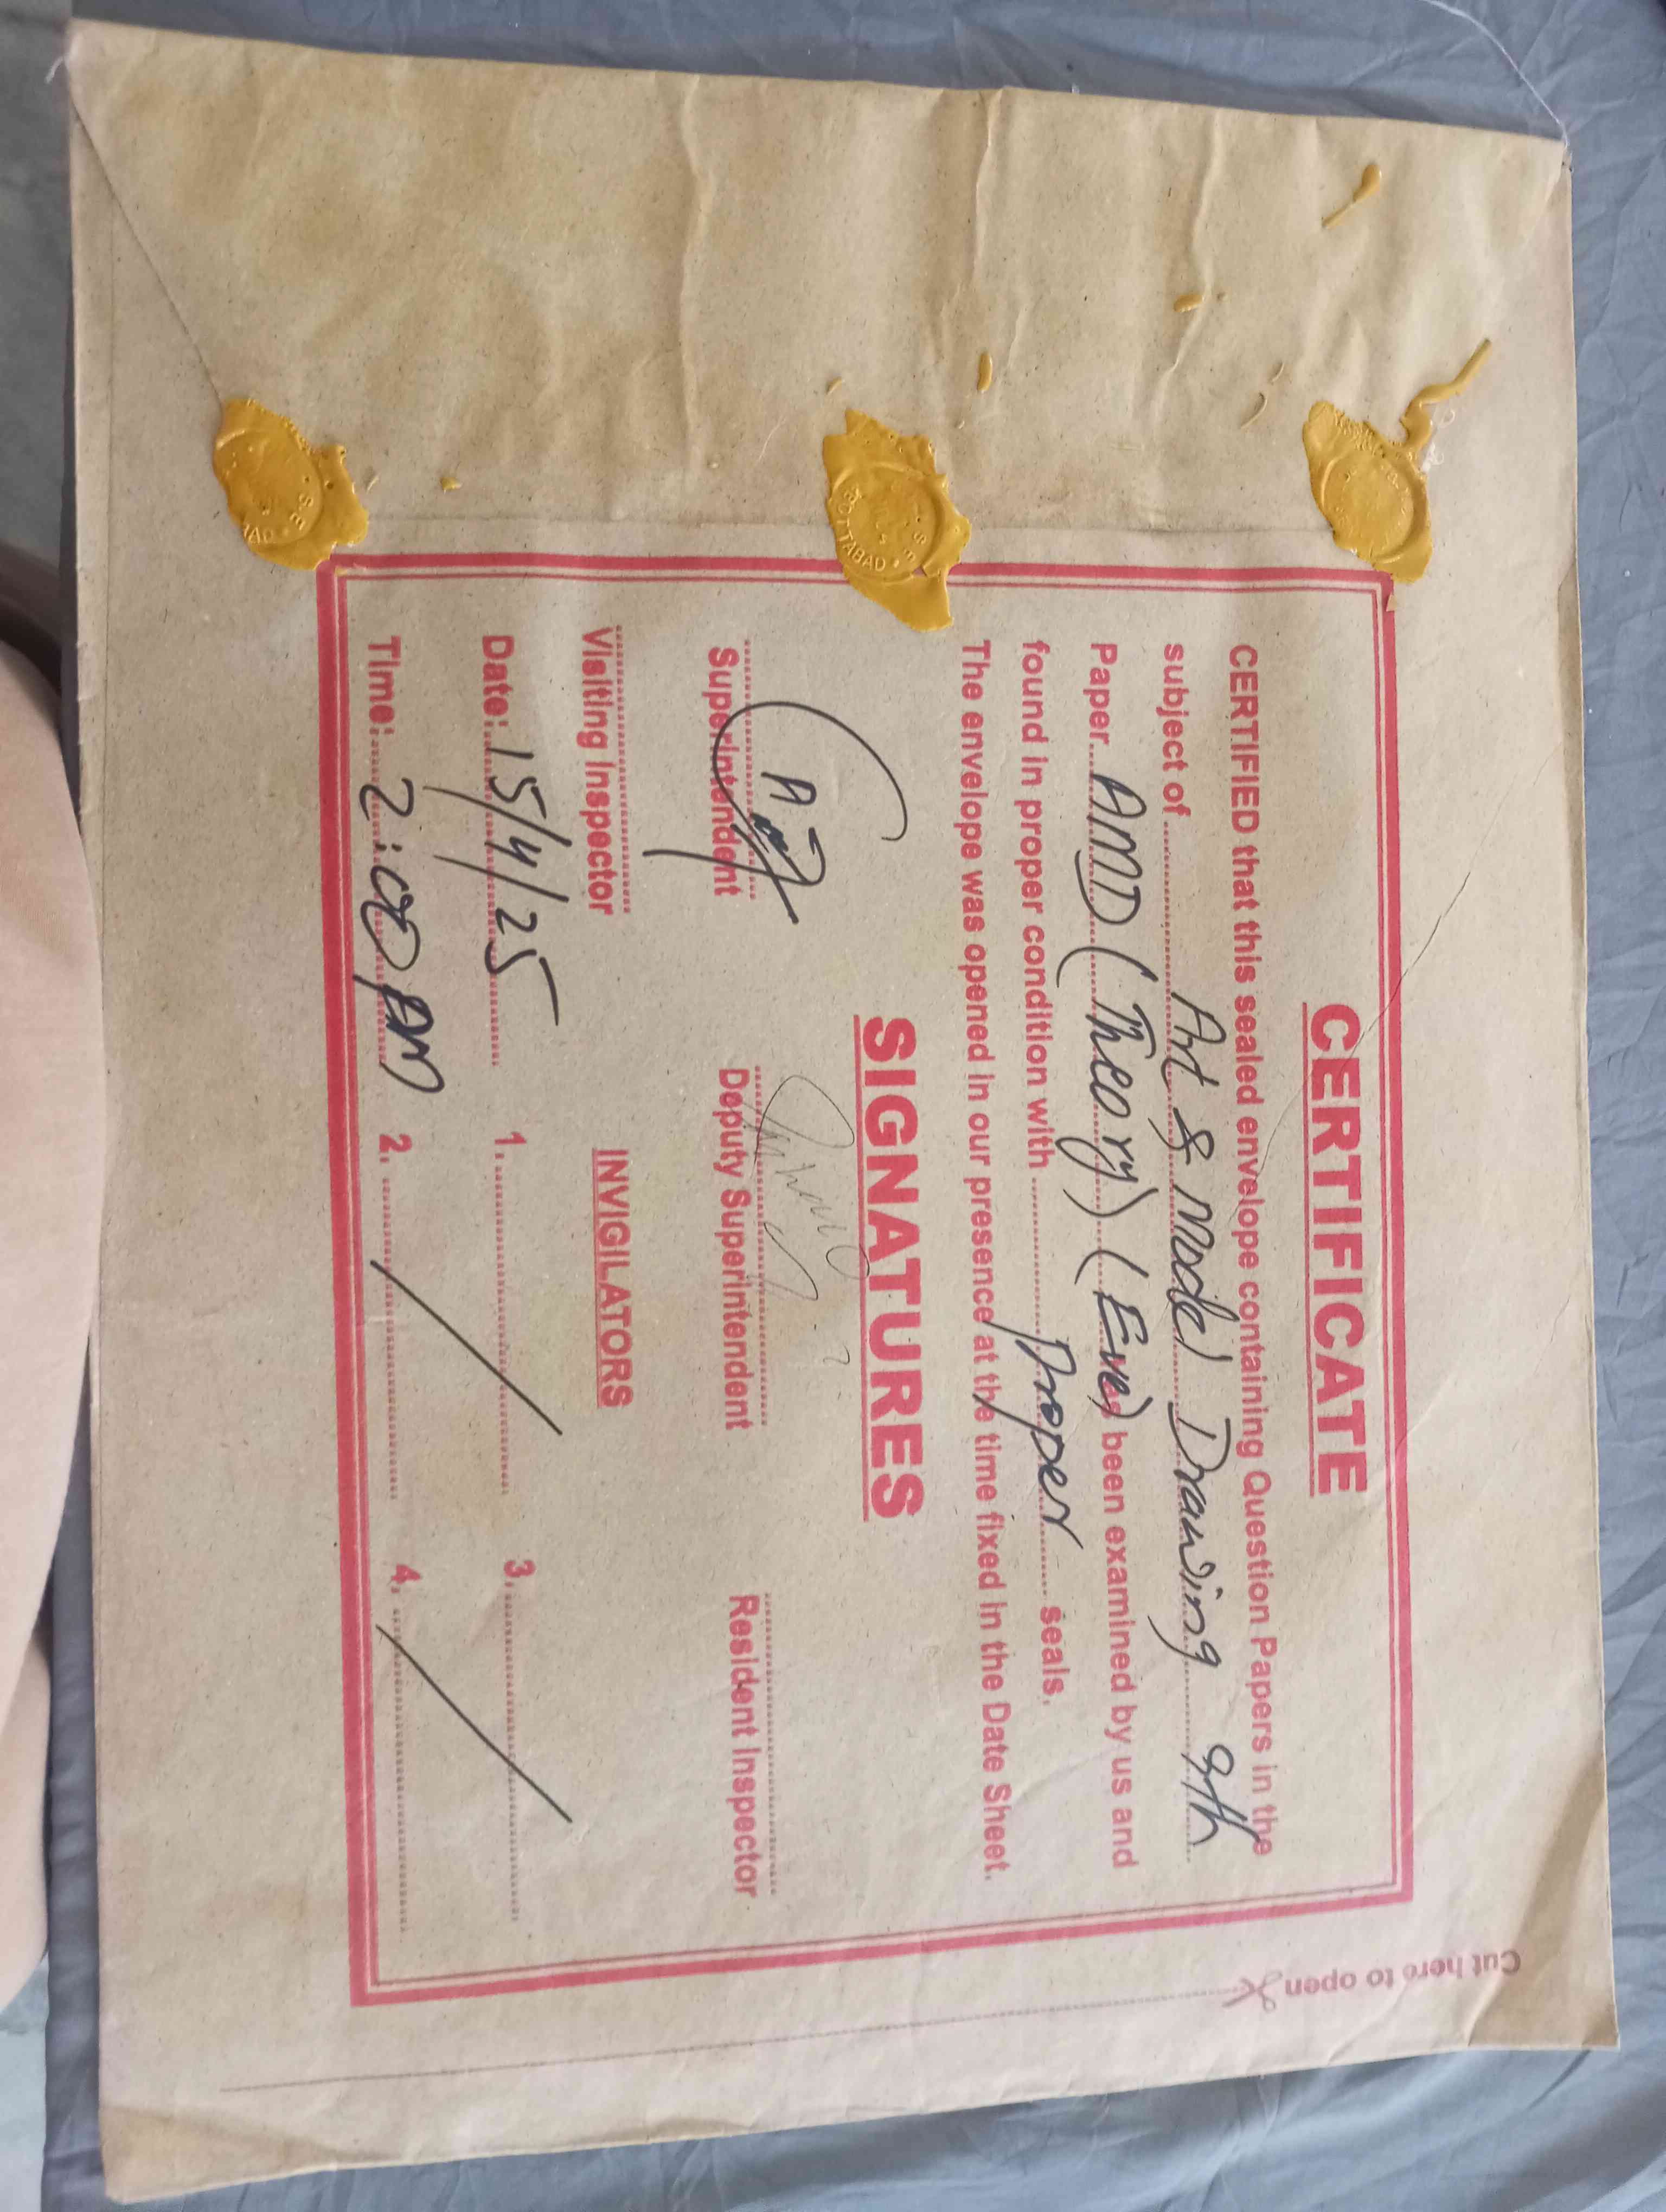 CERTIFICATE
CERTIFIED that this sealed envelope containing Question Papers in the
subject of Art & Model Drawing 9th
Paper AMD (Theory) (Eve) been examined by us and
found in proper condition with Proper seals.
The envelope was opened in our presence at the time fixed in the Date Sheet.
SIGNATURES
Superintendent Deputy Superintendent Resident Inspector
Visiting Inspector INVIGILATORS
Date: 15/4/25 1. 3.
Time: 2:00 PM 2. 4.
Cut here to open